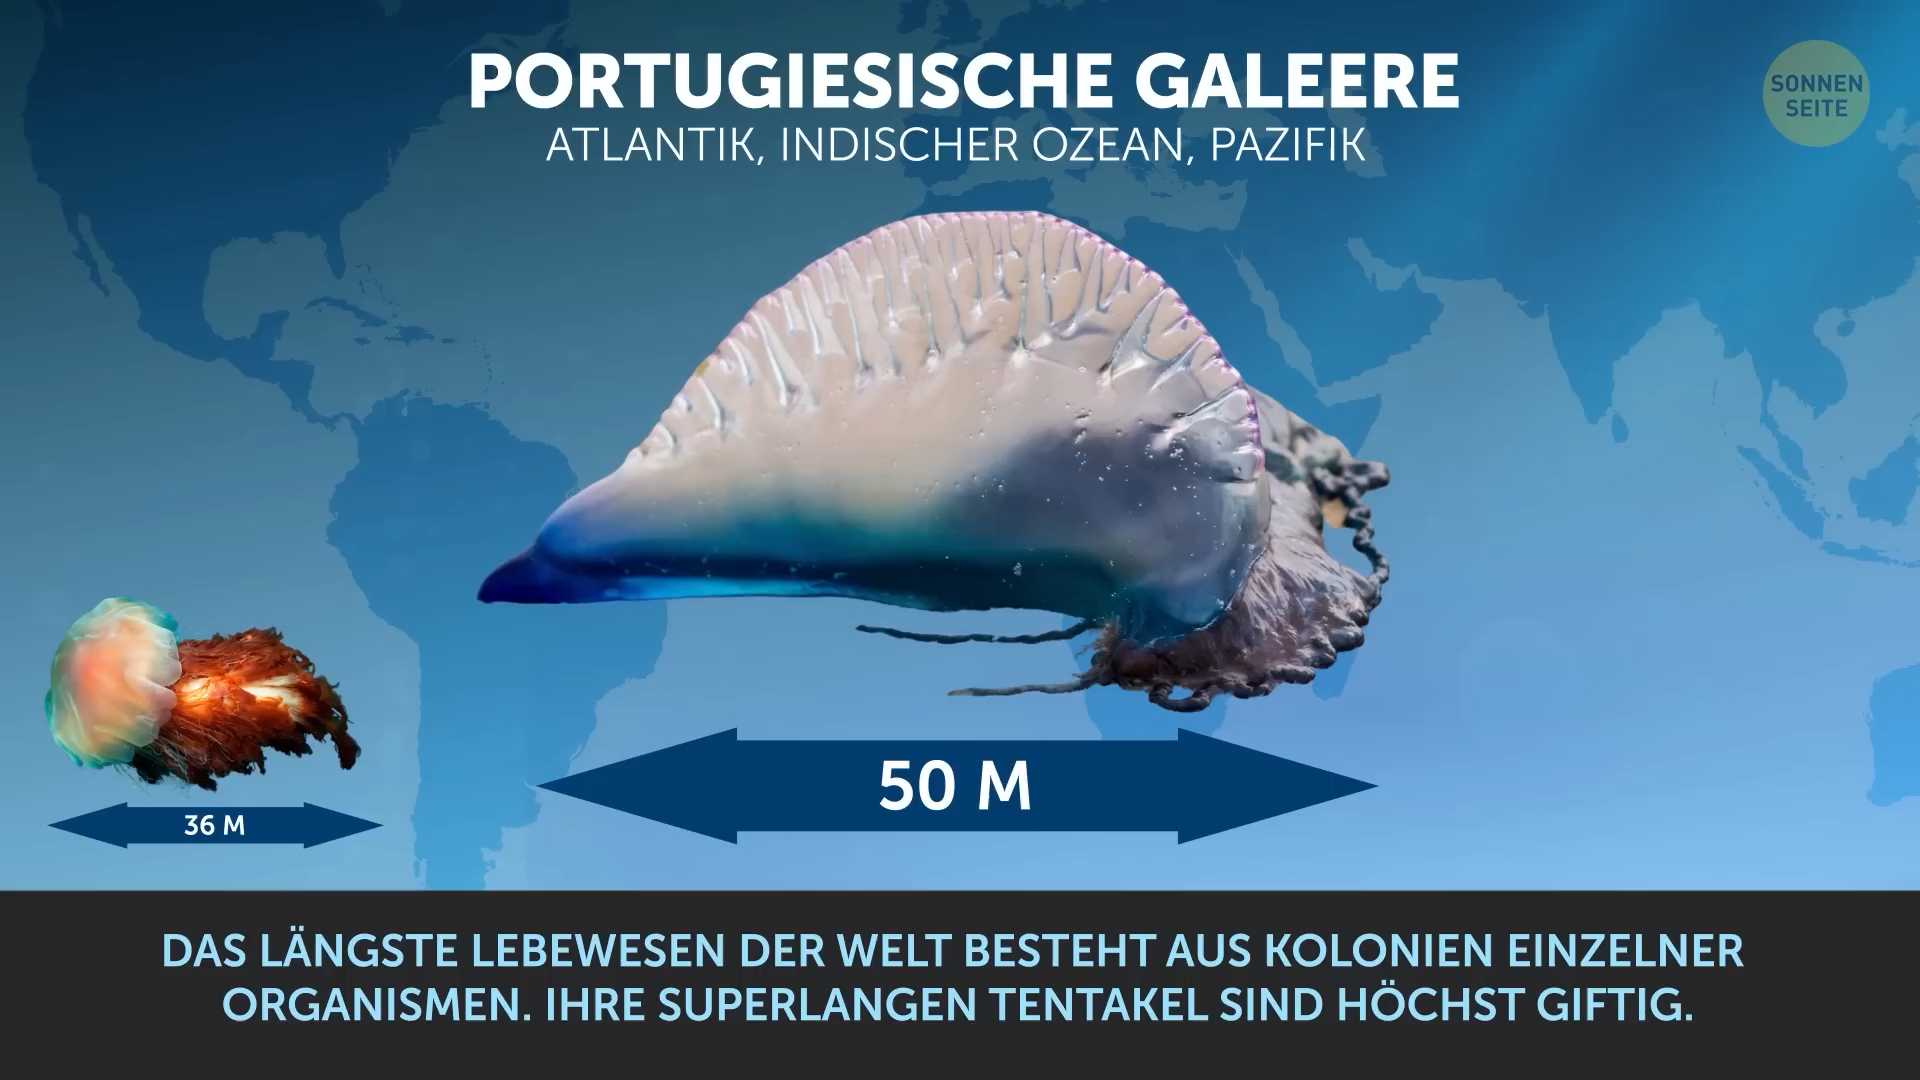 PORTUGIESISCHE GALEERE
ATLANTIK, INDISCHER OZEAN, PAZIFIK
SONNEN
SEITE
50 M
36 M
DAS LÄNGSTE LEBEWESEN DER WELT BESTEHT AUS KOLONIEN EINZELNER
ORGANISMEN. IHRE SUPERLANGEN TENTAKEL SIND HÖCHST GIFTIG.